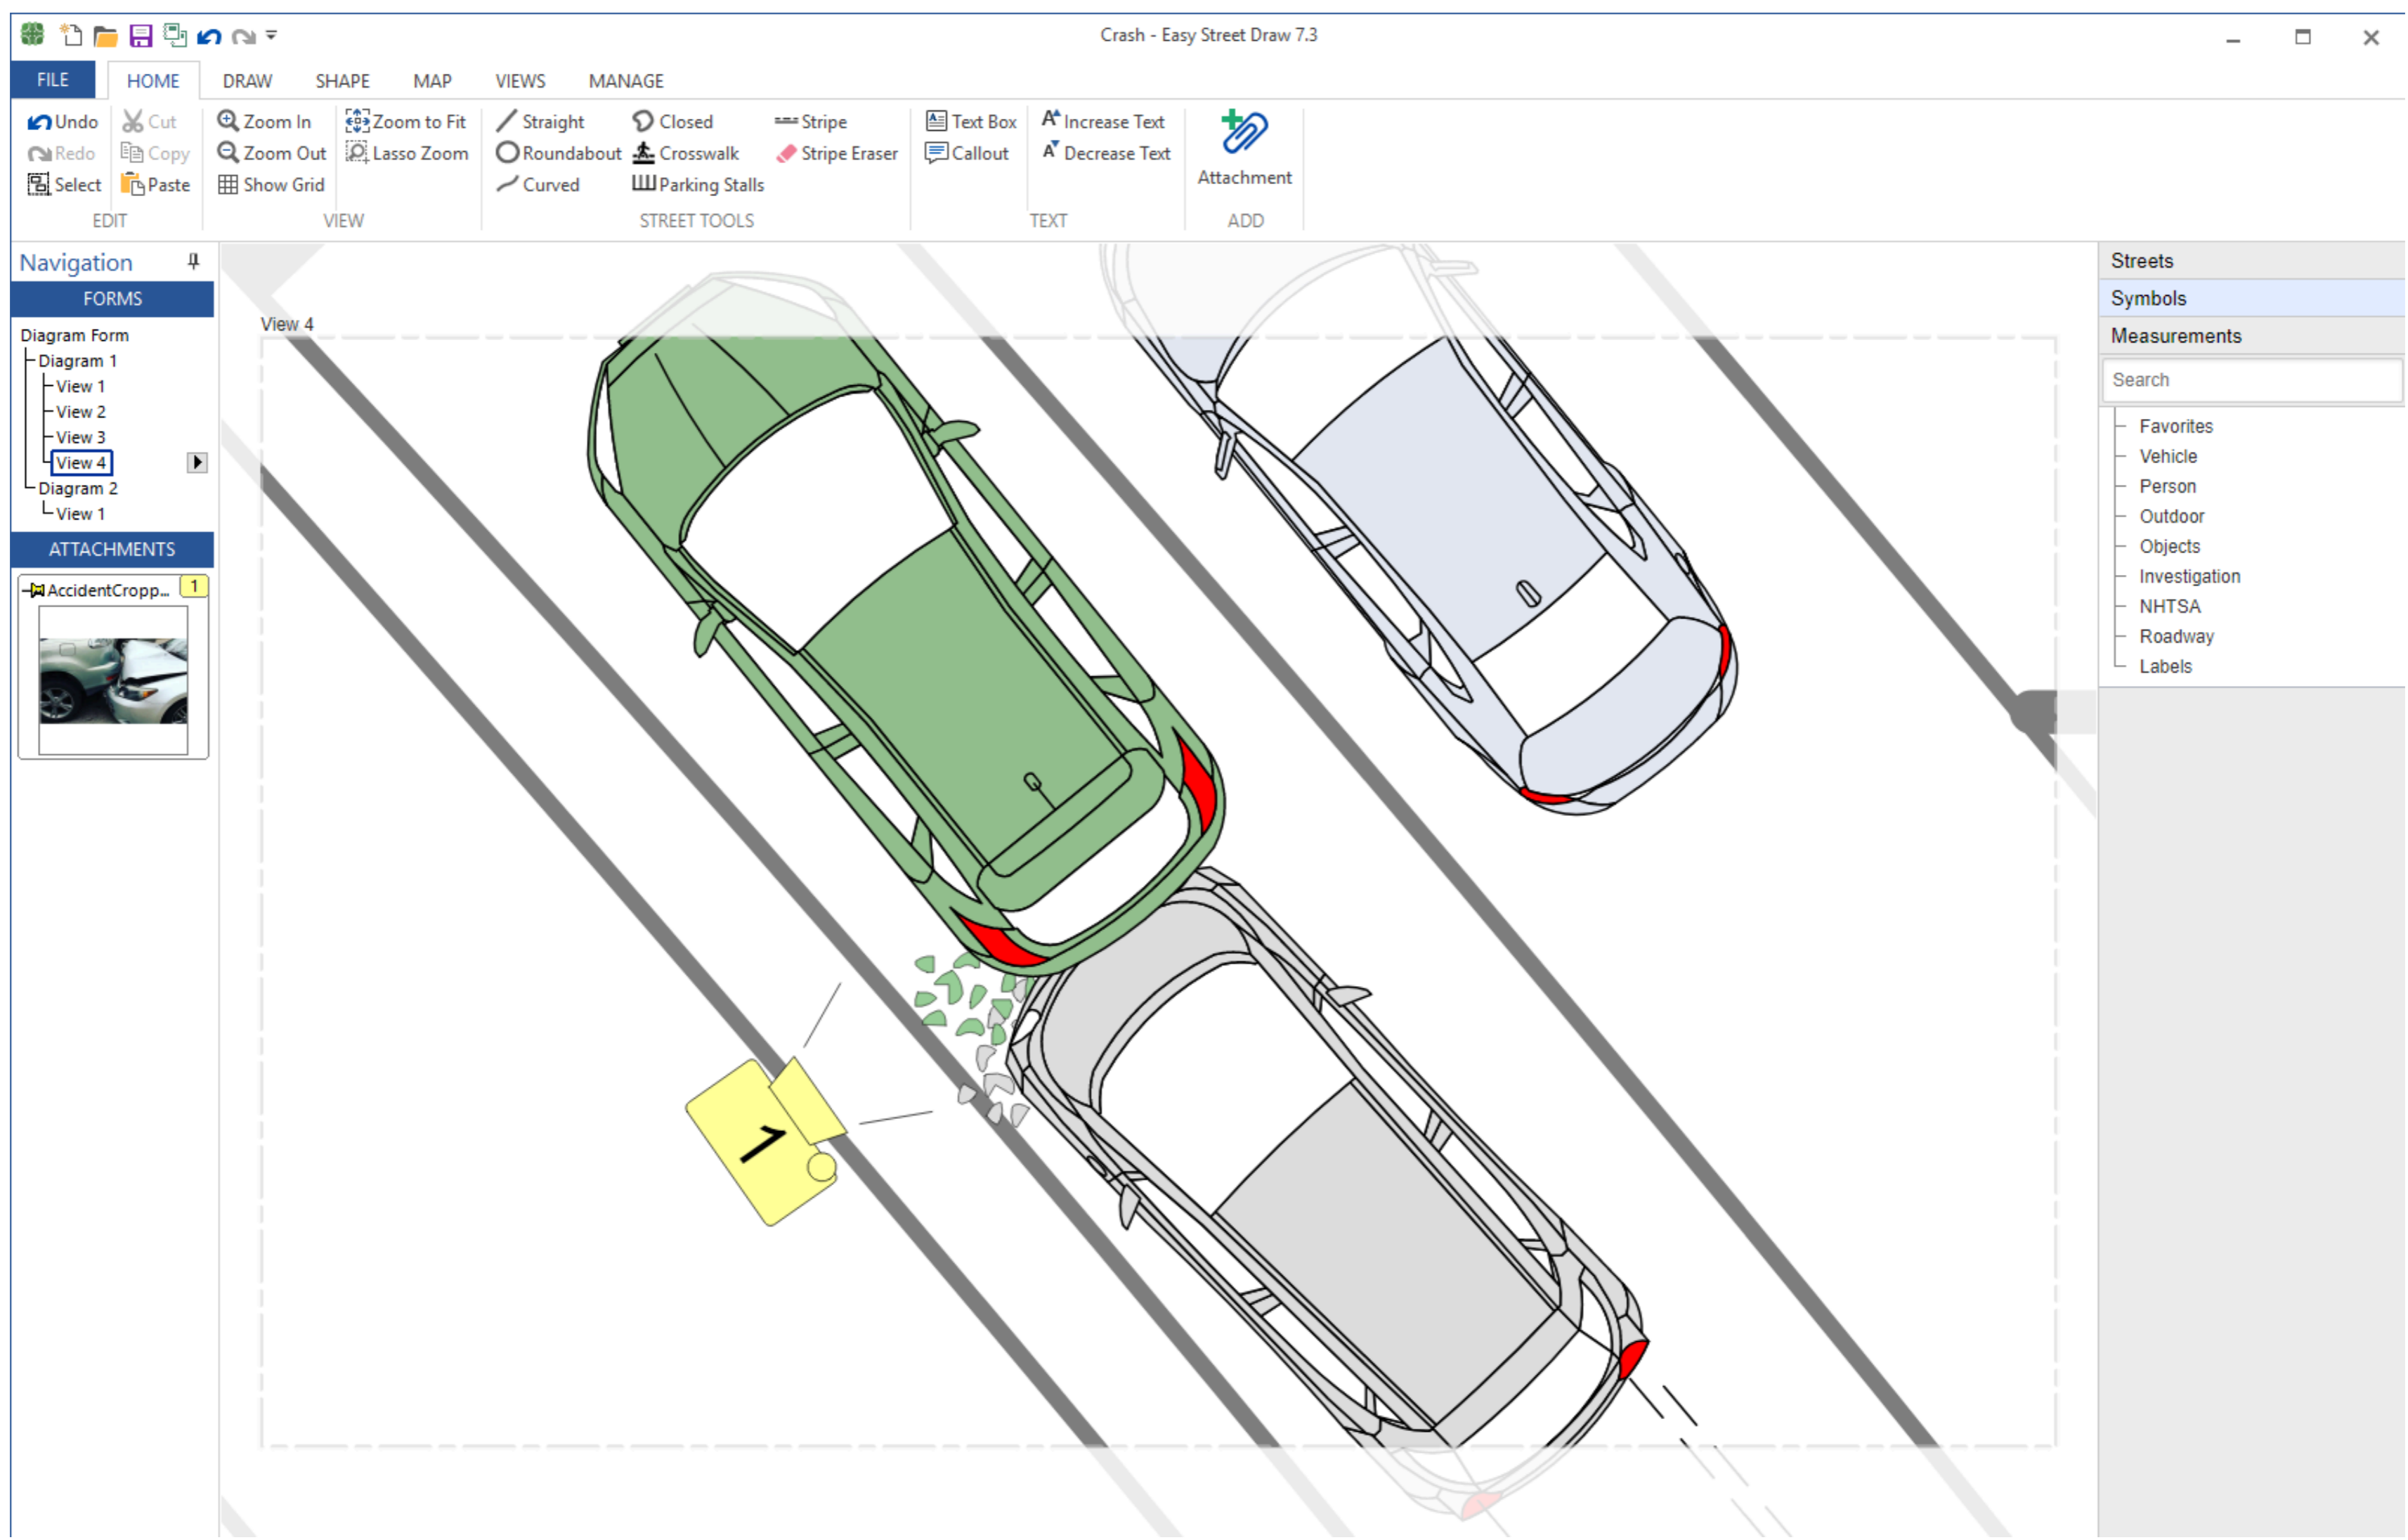 Crash - Easy Street Draw 7.3
FILE HOME DRAW SHAPE MAP VIEWS MANAGE
Undo Cut Zoom In Zoom to Fit Straight Closed Stripe Text Box Increase Text
Redo Copy Zoom Out Lasso Zoom Roundabout Crosswalk Stripe Eraser Callout Decrease Text
Select Paste Show Grid Curved Parking Stalls Attachment
EDIT VIEW STREET TOOLS TEXT ADD
Navigation
FORMS
Diagram Form
Diagram 1
View 1
View 2
View 3
View 4
Diagram 2
View 1
ATTACHMENTS
AccidentCropp... 1
View 4
1
Streets
Symbols
Measurements
Search
Favorites
Vehicle
Person
Outdoor
Objects
Investigation
NHTSA
Roadway
Labels